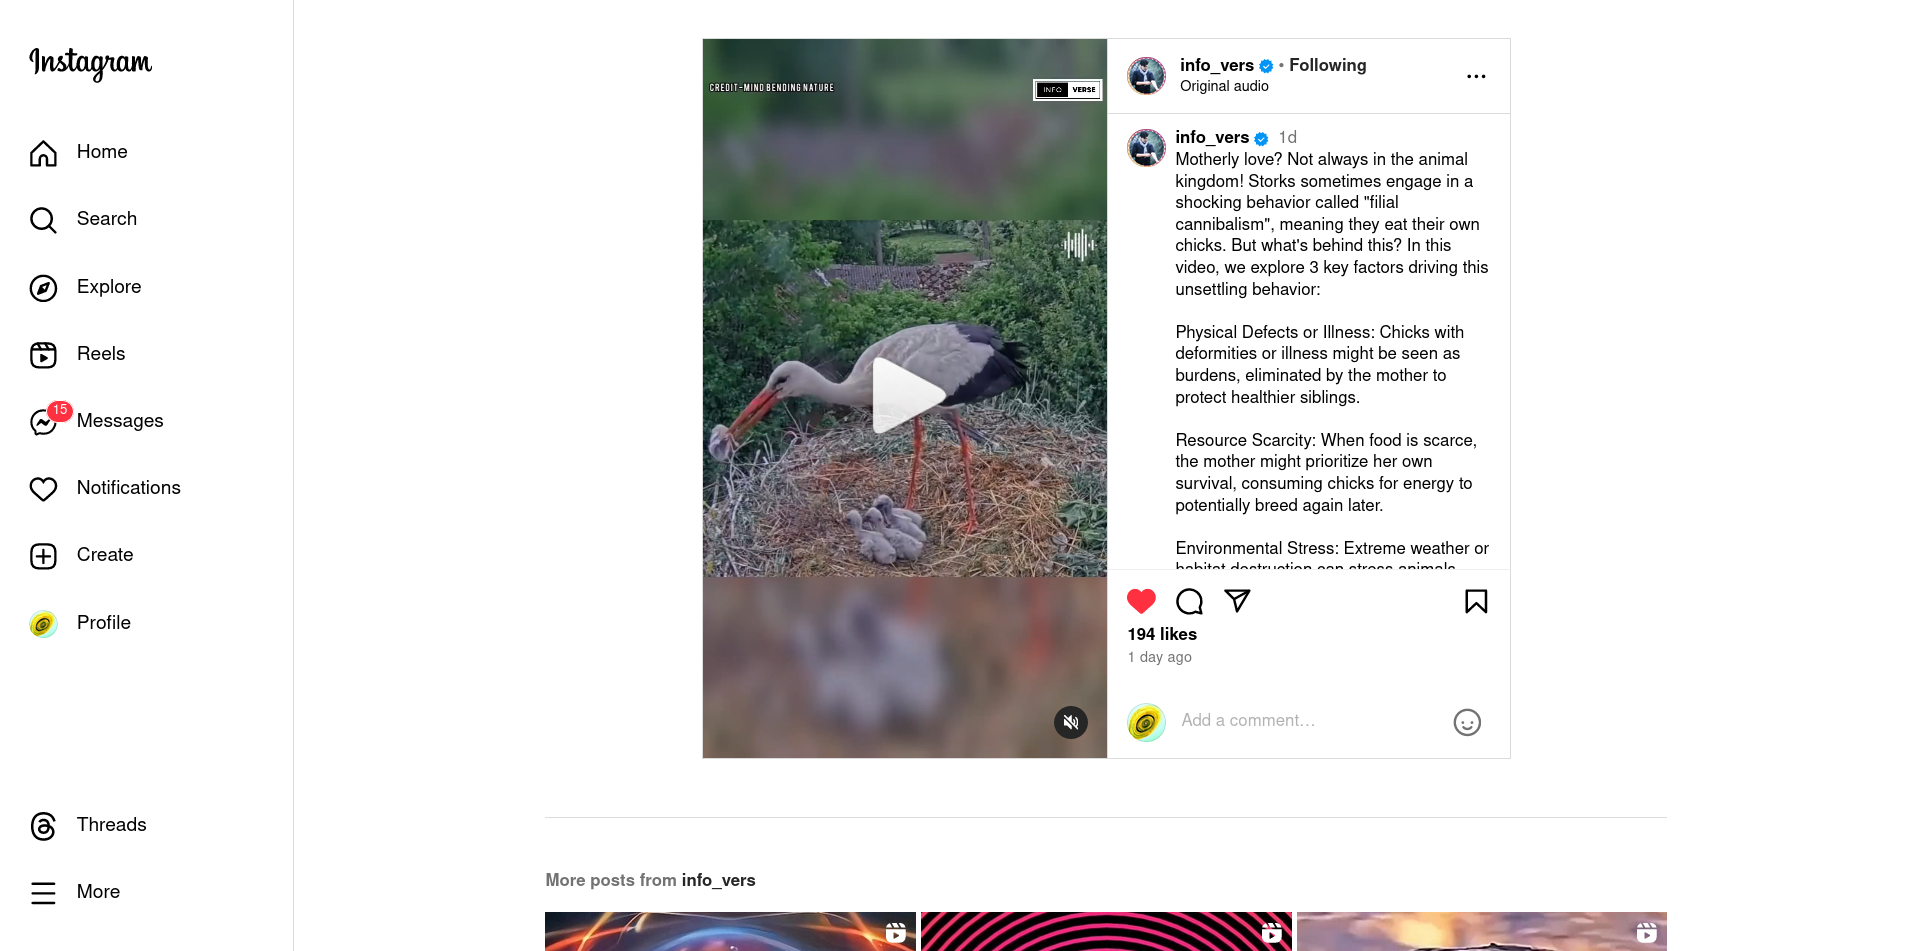 Instagram
Home
Search
Explore
Reels
15
Messages
Notifications
Create
Profile
Threads
More
CREDIT-MIND BENDING NATURE
INFO VERSE
info_vers • Following
Original audio
info_vers 1d
Motherly love? Not always in the animal
kingdom! Storks sometimes engage in a
shocking behavior called "filial
cannibalism", meaning they eat their own
chicks. But what's behind this? In this
video, we explore 3 key factors driving this
unsettling behavior:
Physical Defects or Illness: Chicks with
deformities or illness might be seen as
burdens, eliminated by the mother to
protect healthier siblings.
Resource Scarcity: When food is scarce,
the mother might prioritize her own
survival, consuming chicks for energy to
potentially breed again later.
Environmental Stress: Extreme weather or
habitat destruction can stress animals
194 likes
1 day ago
Add a comment...
More posts from info_vers